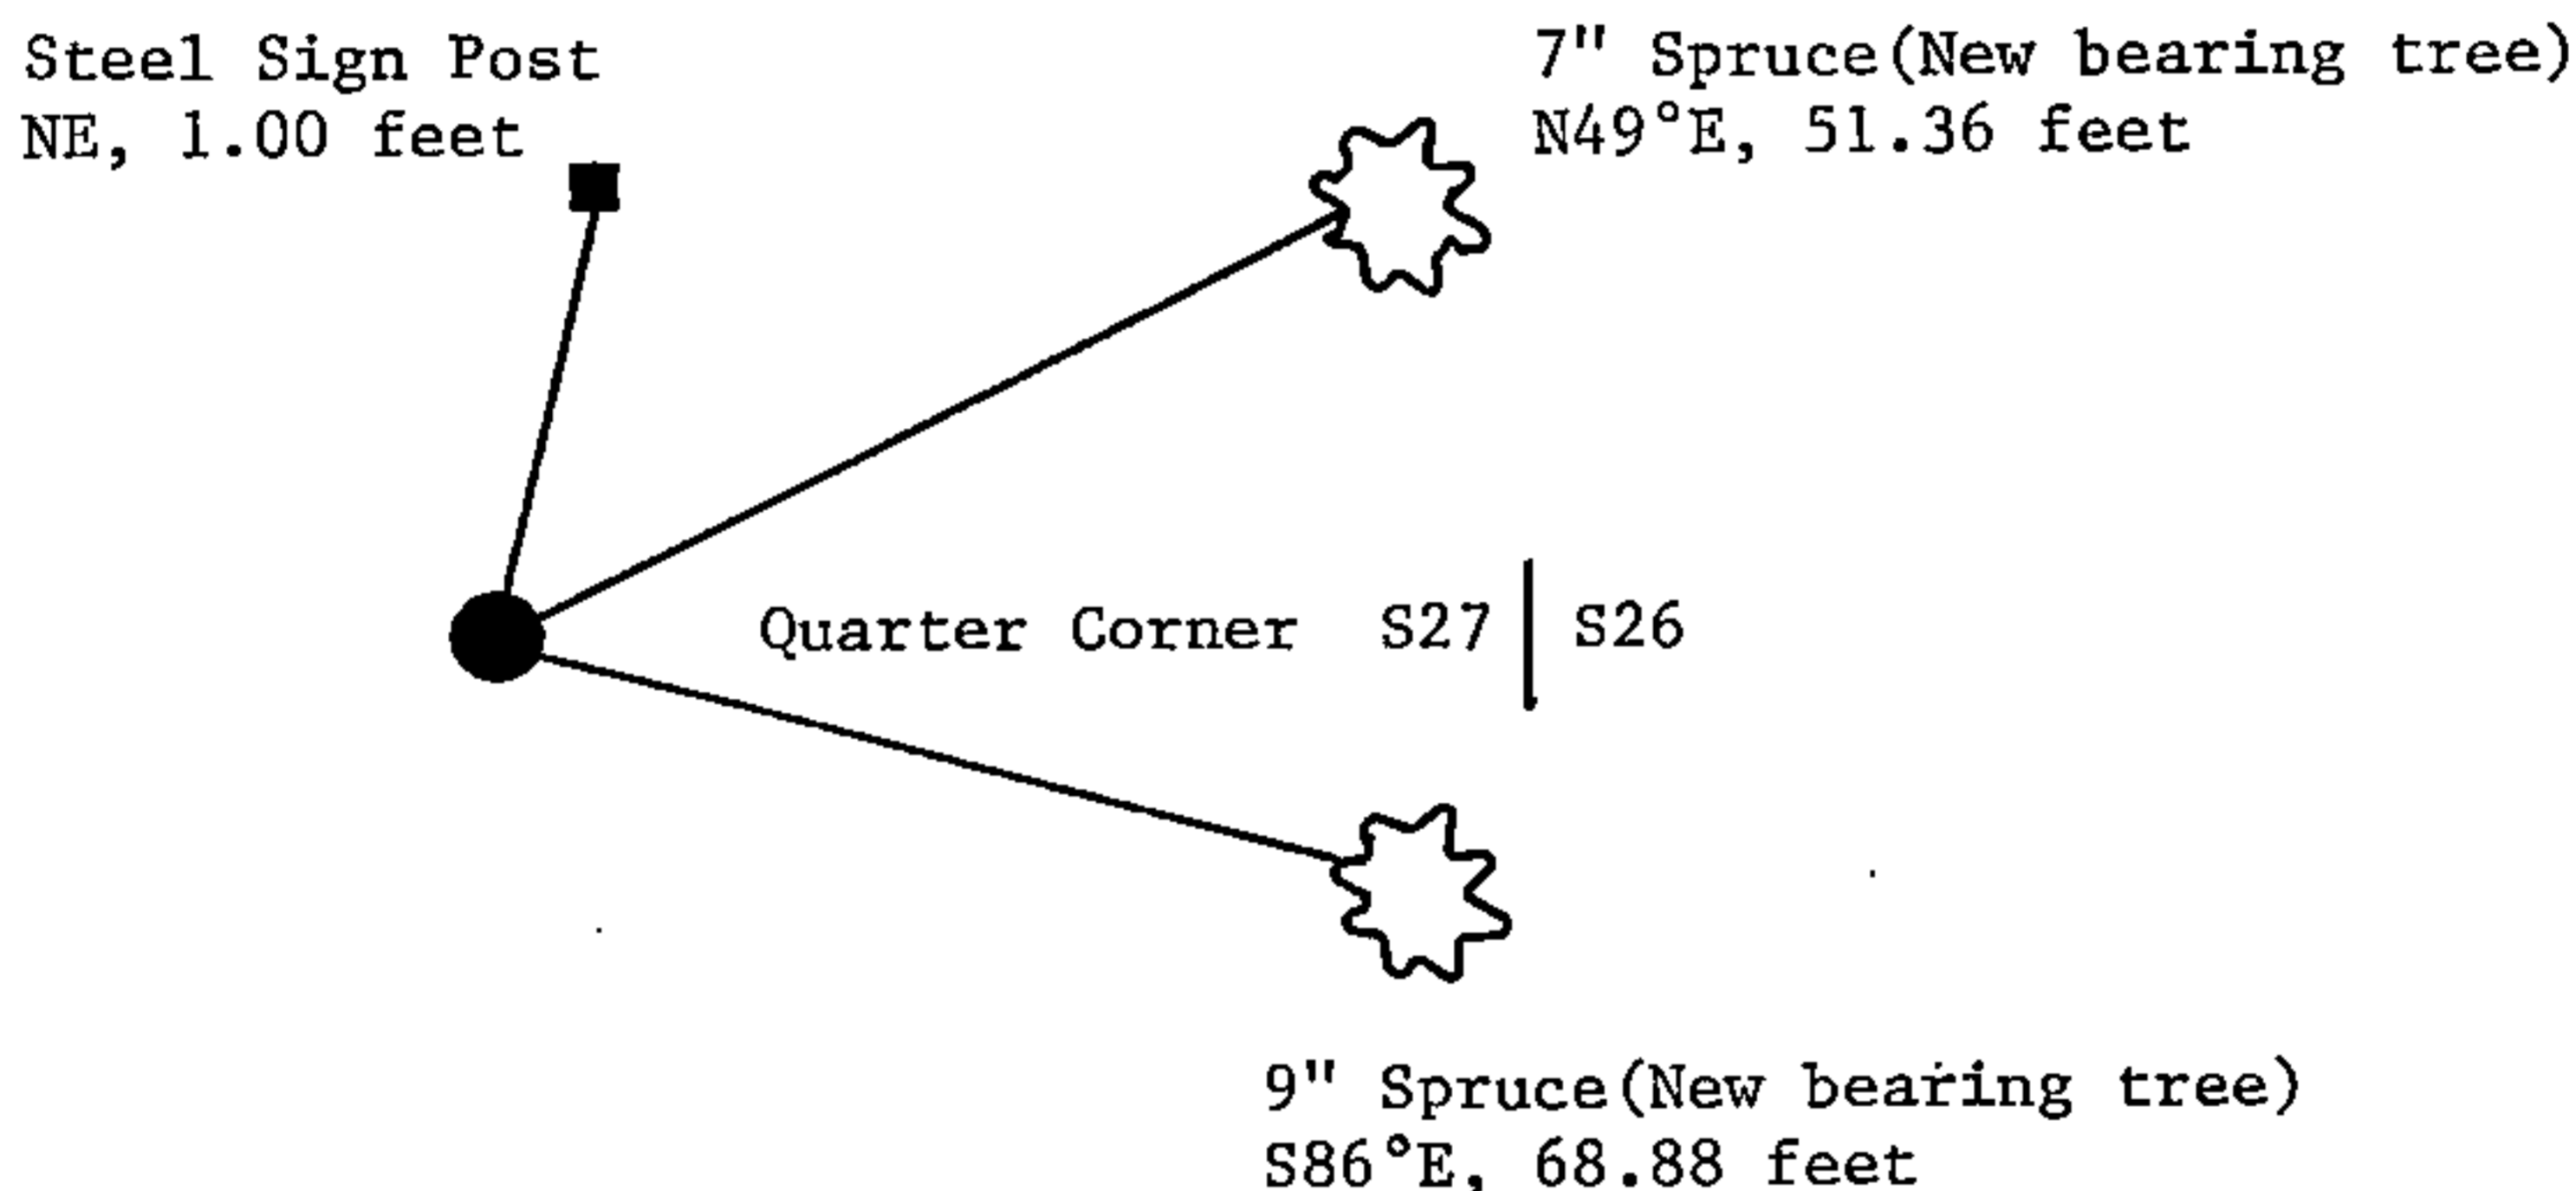 Steel Sign Post
NE, 1.00 feet
7" Spruce(New bearing tree)
N49°E, 51.36 feet
Quarter Corner S27 | S26
9" Spruce(New bearing tree)
S86°E, 68.88 feet